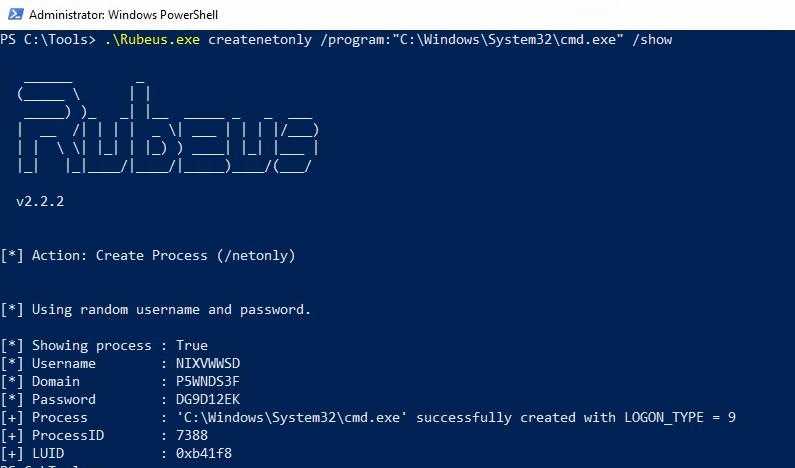 Administrator: Windows PowerShell
PS C:\Tools> .\Rubeus.exe createnetonly /program:"C:\Windows\System32\cmd.exe" /show
   ______        _
  (_____ \      | |
   _____) )_   _| |__  _____ _   _  ___
  |  __  /| | | |  _ \| ___ | | | |/___)
  | |  \ \| |_| | |_) ) ____| |_| |___ |
  |_|   |_|____/|____/|_____)____/(___/
  v2.2.2
[*] Action: Create Process (/netonly)
[*] Using random username and password.
[*] Showing process : True
[*] Username        : NIXVWWSD
[*] Domain          : P5WNDS3F
[*] Password        : DG9D12EK
[+] Process         : 'C:\Windows\System32\cmd.exe' successfully created with LOGON_TYPE = 9
[+] ProcessID       : 7388
[+] LUID            : 0xb41f8